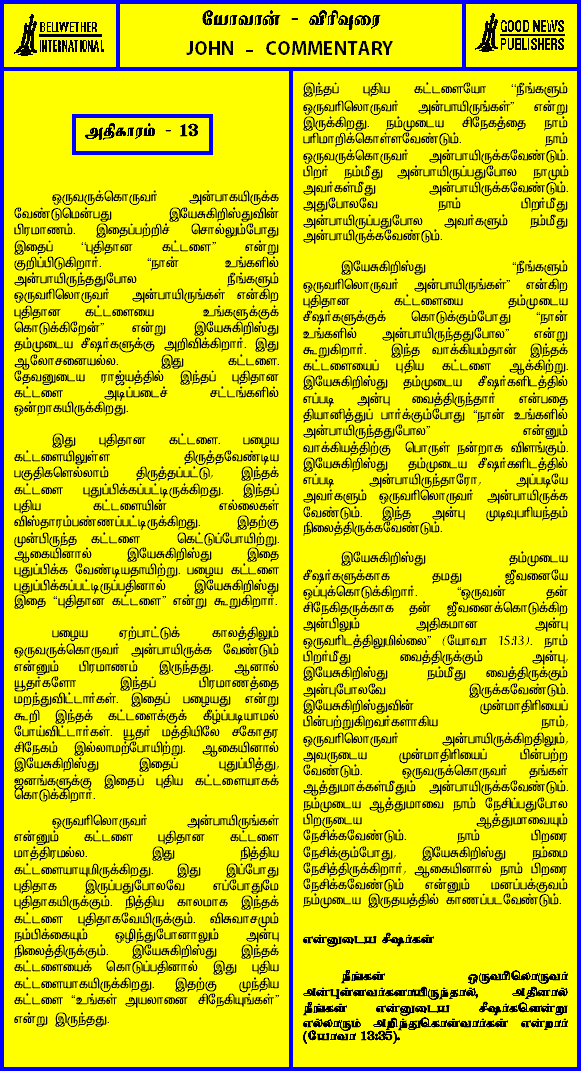 BELLWETHER
INTERNATIONAL
யோவான் - விரிவுரை
JOHN - COMMENTARY
GOOD NEWS
PUBLISHERS
அதிகாரம் - 13
ஒருவருக்கொருவர் அன்பாகயிருக்க
வேண்டுமென்பது இயேசுகிறிஸ்துவின்
பிரமாணம். இதைப்பற்றிச் சொல்லும்போது
இதைப் “புதிதான கட்டளை” என்று
குறிப்பிடுகிறார். “நான் உங்களில்
அன்பாயிருந்ததுபோல நீங்களும்
ஒருவரிலொருவர் அன்பாயிருங்கள் என்கிற
புதிதான கட்டளையை உங்களுக்குக்
கொடுக்கிறேன்” என்று இயேசுகிறிஸ்து
தம்முடைய சீஷர்களுக்கு அறிவிக்கிறார். இது
ஆலோசனையல்ல. இது கட்டளை.
தேவனுடைய ராஜ்யத்தில் இந்தப் புதிதான
கட்டளை அடிப்படைச் சட்டங்களில்
ஒன்றாகயிருக்கிறது.
இது புதிதான கட்டளை. பழைய
கட்டளையிலுள்ள திருத்தவேண்டிய
பகுதிகளெல்லாம் திருத்தப்பட்டு, இந்தக்
கட்டளை புதுப்பிக்கப்பட்டிருக்கிறது. இந்தப்
புதிய கட்டளையின் எல்லைகள்
விஸ்தாரம்பண்ணப்பட்டிருக்கிறது. இதற்கு
முன்பிருந்த கட்டளை கெட்டுப்போயிற்று.
ஆகையினால் இயேசுகிறிஸ்து இதை
புதுப்பிக்க வேண்டியதாயிற்று. பழைய கட்டளை
புதுப்பிக்கப்பட்டிருப்பதினால் இயேசுகிறிஸ்து
இதை “புதிதான கட்டளை” என்று கூறுகிறார்.
பழைய ஏற்பாட்டுக் காலத்திலும்
ஒருவருக்கொருவர் அன்பாயிருக்க வேண்டும்
என்னும் பிரமாணம் இருந்தது. ஆனால்
யூதர்களோ இந்தப் பிரமாணத்தை
மறந்துவிட்டார்கள். இதைப் பழையது என்று
கூறி இந்தக் கட்டளைக்குக் கீழ்ப்படியாமல்
போய்விட்டார்கள். யூதர் மத்தியிலே சகோதர
சிநேகம் இல்லாமற்போயிற்று. ஆகையினால்
இயேசுகிறிஸ்து இதைப் புதுப்பித்து,
ஜனங்களுக்கு இதைப் புதிய கட்டளையாகக்
கொடுக்கிறார்.
ஒருவரிலொருவர் அன்பாயிருங்கள்
என்னும் கட்டளை புதிதான கட்டளை
மாத்திரமல்ல. இது நித்திய
கட்டளையாயுமிருக்கிறது. இது இப்போது
புதிதாக இருப்பதுபோலவே எப்போதுமே
புதிதாகயிருக்கும். நித்திய காலமாக இந்தக்
கட்டளை புதிதாகவேயிருக்கும். விசுவாசமும்
நம்பிக்கையும் ஒழிந்துபோனாலும் அன்பு
நிலைத்திருக்கும். இயேசுகிறிஸ்து இந்தக்
கட்டளையைக் கொடுப்பதினால் இது புதிய
கட்டளையாகயிருக்கிறது. இதற்கு முந்திய
கட்டளை “உங்கள் அயலானை சிநேகியுங்கள்”
என்று இருந்தது.
இந்தப் புதிய கட்டளையோ “நீங்களும்
ஒருவரிலொருவர் அன்பாயிருங்கள்” என்று
இருக்கிறது. நம்முடைய சிநேகத்தை நாம்
பரிமாறிக்கொள்ளவேண்டும். நாம்
ஒருவருக்கொருவர் அன்பாயிருக்கவேண்டும்.
பிறர் நம்மீது அன்பாயிருப்பதுபோல நாமும்
அவர்கள்மீது அன்பாயிருக்கவேண்டும்.
அதுபோலவே நாம் பிறர்மீது
அன்பாயிருப்பதுபோல அவர்களும் நம்மீது
அன்பாயிருக்கவேண்டும்.
இயேசுகிறிஸ்து “நீங்களும்
ஒருவரிலொருவர் அன்பாயிருங்கள்” என்கிற
புதிதான கட்டளையை தம்முடைய
சீஷர்களுக்குக் கொடுக்கும்போது “நான்
உங்களில் அன்பாயிருந்ததுபோல” என்று
கூறுகிறார். இந்த வாக்கியம்தான் இந்தக்
கட்டளையைப் புதிய கட்டளை ஆக்கிற்று.
இயேசுகிறிஸ்து தம்முடைய சீஷர்களிடத்தில்
எப்படி அன்பு வைத்திருந்தார் என்பதை
தியானித்துப் பார்க்கும்போது “நான் உங்களில்
அன்பாயிருந்ததுபோல” என்னும்
வாக்கியத்திற்கு பொருள் நன்றாக விளங்கும்.
இயேசுகிறிஸ்து தம்முடைய சீஷர்களிடத்தில்
எப்படி அன்பாயிருந்தாரோ, அப்படியே
அவர்களும் ஒருவரிலொருவர் அன்பாயிருக்க
வேண்டும். இந்த அன்பு முடிவுபரியந்தம்
நிலைத்திருக்கவேண்டும்.
இயேசுகிறிஸ்து தம்முடைய
சீஷர்களுக்காக தமது ஜீவனையே
ஒப்புக்கொடுக்கிறார். “ஒருவன் தன்
சிநேகிதருக்காக தன் ஜீவனைக்கொடுக்கிற
அன்பிலும் அதிகமான அன்பு
ஒருவரிடத்திலுமில்லை” (யோவா 15:13). நாம்
பிறர்மீது வைத்திருக்கும் அன்பு,
இயேசுகிறிஸ்து நம்மீது வைத்திருக்கும்
அன்புபோலவே இருக்கவேண்டும்.
இயேசுகிறிஸ்துவின் முன்மாதிரியைப்
பின்பற்றுகிறவர்களாகிய நாம்,
ஒருவரிலொருவர் அன்பாயிருக்கிறதிலும்,
அவருடைய முன்மாதிரியைப் பின்பற்ற
வேண்டும். ஒருவருக்கொருவர் தங்கள்
ஆத்துமாக்கள்மீதும் அன்பாயிருக்கவேண்டும்.
நம்முடைய ஆத்துமாவை நாம் நேசிப்பதுபோல
பிறருடைய ஆத்துமாவையும்
நேசிக்கவேண்டும். நாம் பிறரை
நேசிக்கும்போது, இயேசுகிறிஸ்து நம்மை
நேசித்திருக்கிறார், ஆகையினால் நாம் பிறரை
நேசிக்கவேண்டும் என்னும் மனப்பக்குவம்
நம்முடைய இருதயத்தில் காணப்படவேண்டும்.
என்னுடைய சீஷர்கள்
நீங்கள் ஒருவரிலொருவர்
அன்புள்ளவர்களாயிருந்தால், அதினால்
நீங்கள் என்னுடைய சீஷர்களென்று
எல்லாரும் அறிந்துகொள்வார்கள் என்றார்
(யோவா 13:35).